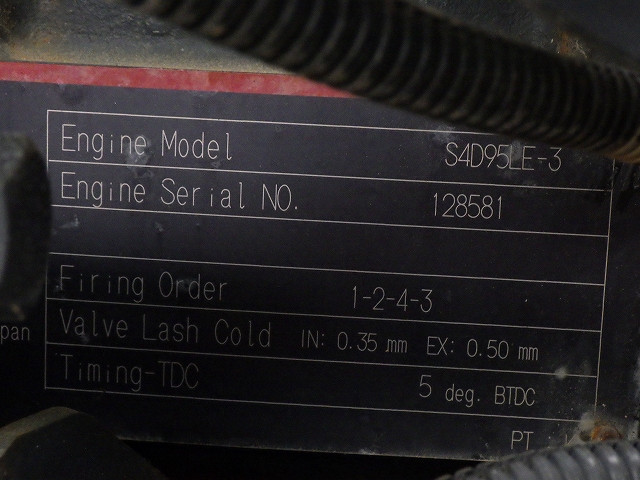 Engine Model S4D95LE-3
Engine Serial NO. 128581
Firing Order 1-2-4-3
Valve Lash Cold IN: 0.35 mm EX: 0.50 mm
pan
Timing-TDC 5 deg. BTDC
PT